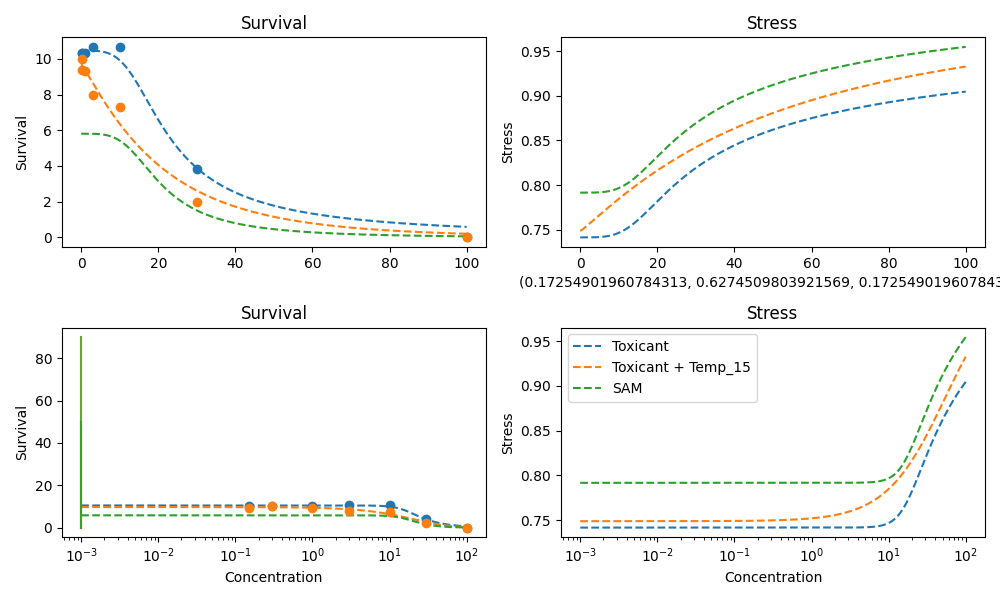 Survival
Stress
Survival
10
8
6
4
2
0
0 20 40 60 80 100
Stress
0.95
0.90
0.85
0.80
0.75
0 20 40 60 80 100
(0.17254901960784313, 0.6274509803921569, 0.1725490196078431
Survival
Stress
Survival
80
60
40
20
0
10⁻³ 10⁻² 10⁻¹ 10⁰ 10¹ 10²
Concentration
Stress
0.95
0.90
0.85
0.80
0.75
Toxicant
Toxicant + Temp_15
SAM
10⁻³ 10⁻² 10⁻¹ 10⁰ 10¹ 10²
Concentration